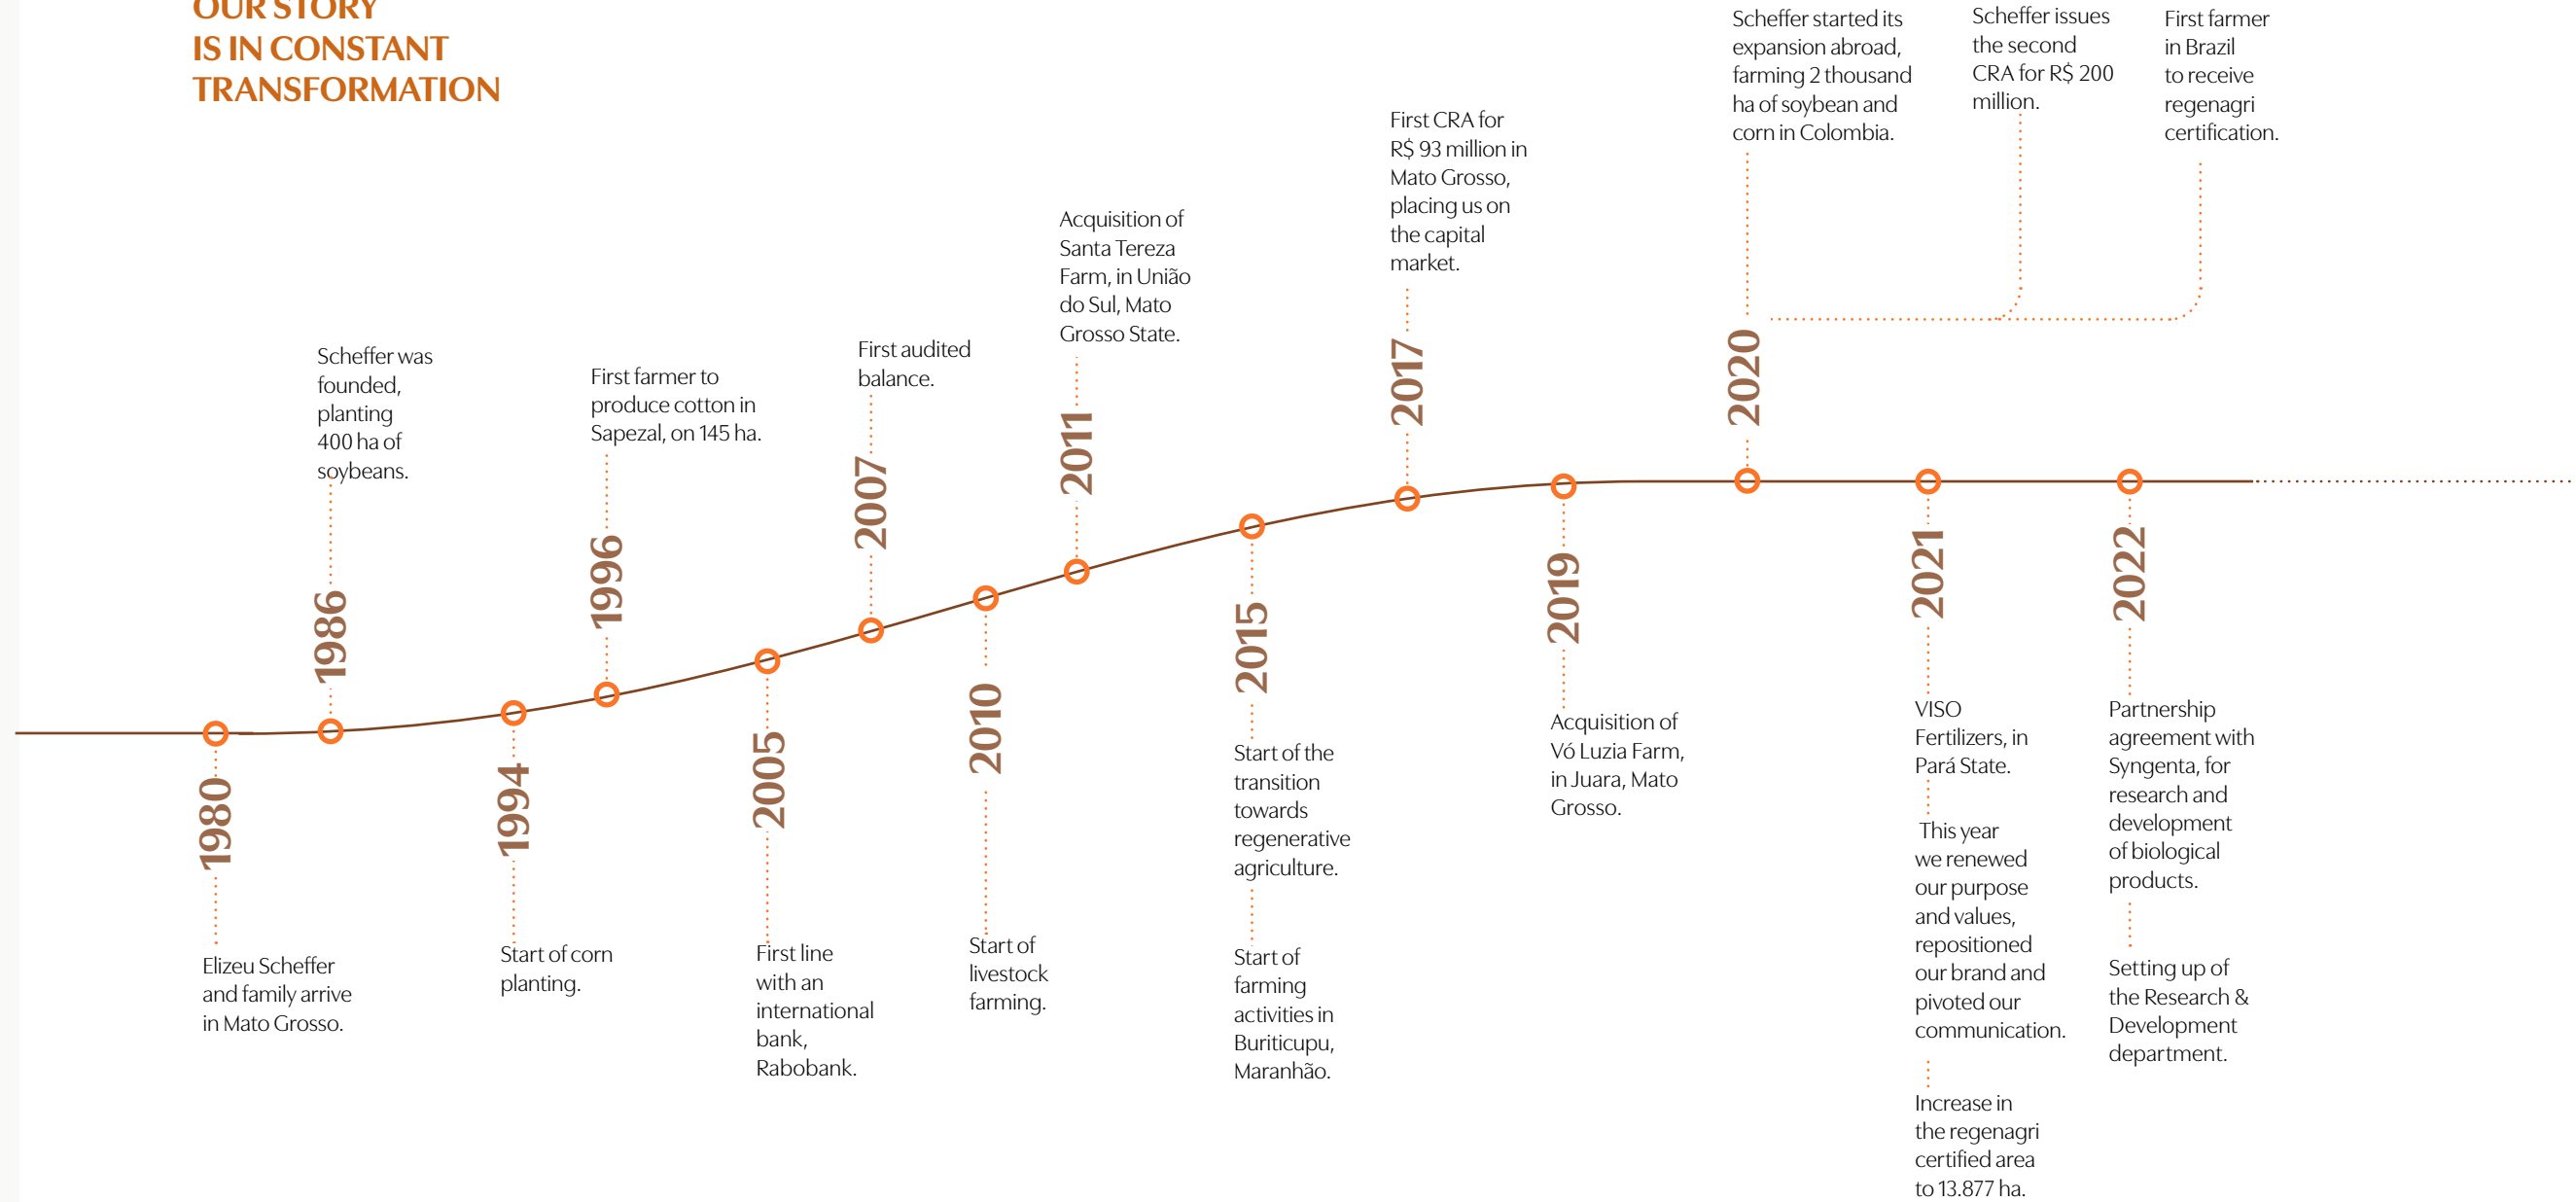 OUR STORY
IS IN CONSTANT
TRANSFORMATION
1980
Elizeu Scheffer
and family arrive
in Mato Grosso.
Scheffer was
founded,
planting
400 ha of
soybeans.
1986
1994
Start of corn
planting.
First farmer to
produce cotton in
Sapezal, on 145 ha.
1996
2005
First line
with an
international
bank,
Rabobank.
First audited
balance.
2007
2010
Start of
livestock
farming.
Acquisition of
Santa Tereza
Farm, in União
do Sul, Mato
Grosso State.
2011
2015
Start of the
transition
towards
regenerative
agriculture.
Start of
farming
activities in
Buriticupu,
Maranhão.
First CRA for
R$ 93 million in
Mato Grosso,
placing us on
the capital
market.
2017
2019
Acquisition of
Vó Luzia Farm,
in Juara, Mato
Grosso.
Scheffer started its
expansion abroad,
farming 2 thousand
ha of soybean and
corn in Colombia.
Scheffer issues
the second
CRA for R$ 200
million.
First farmer
in Brazil
to receive
regenagri
certification.
2020
2021
VISO
Fertilizers, in
Pará State.
This year
we renewed
our purpose
and values,
repositioned
our brand and
pivoted our
communication.
Increase in
the regenagri
certified area
to 13.877 ha.
2022
Partnership
agreement with
Syngenta, for
research and
development
of biological
products.
Setting up of
the Research &
Development
department.